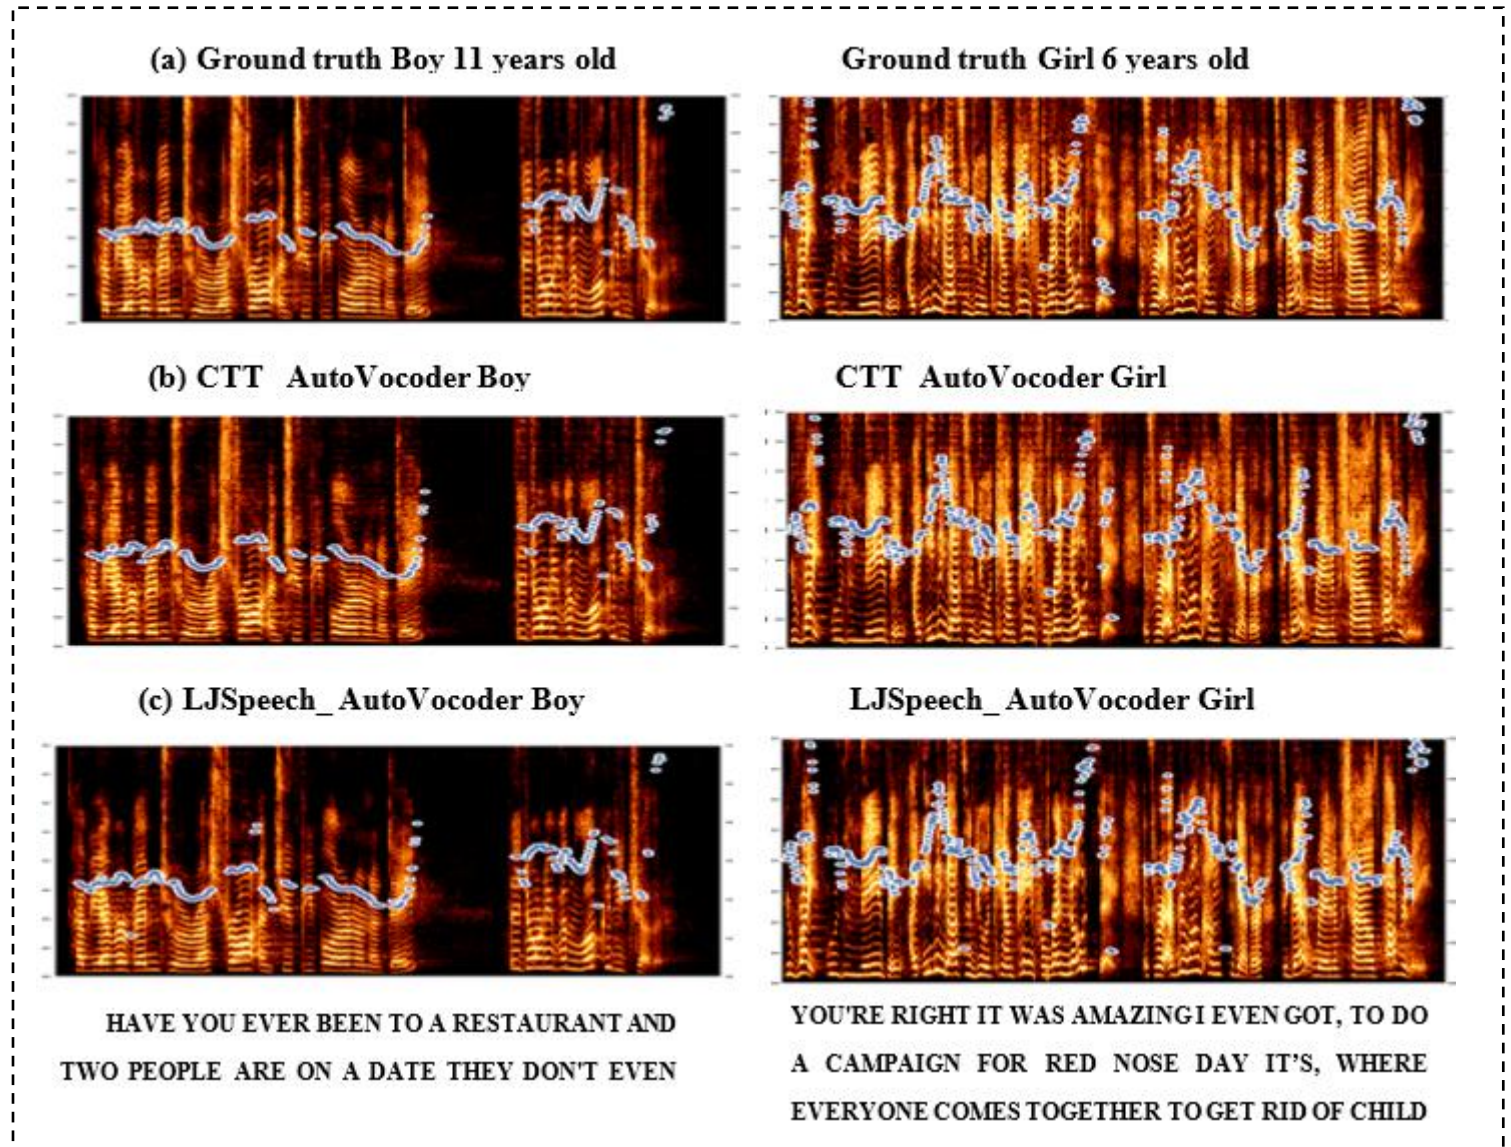 (a) Ground truth Boy 11 years old
Ground truth Girl 6 years old
(b) CTT AutoVocoder Boy
CTT AutoVocoder Girl
(c) LJSpeech_ AutoVocoder Boy
LJSpeech_ AutoVocoder Girl
HAVE YOU EVER BEEN TO A RESTAURANT AND
TWO PEOPLE ARE ON A DATE THEY DON'T EVEN
YOU'RE RIGHT IT WAS AMAZING I EVEN GOT, TO DO
A CAMPAIGN FOR RED NOSE DAY IT'S, WHERE
EVERYONE COMES TOGETHER TO GET RID OF CHILD